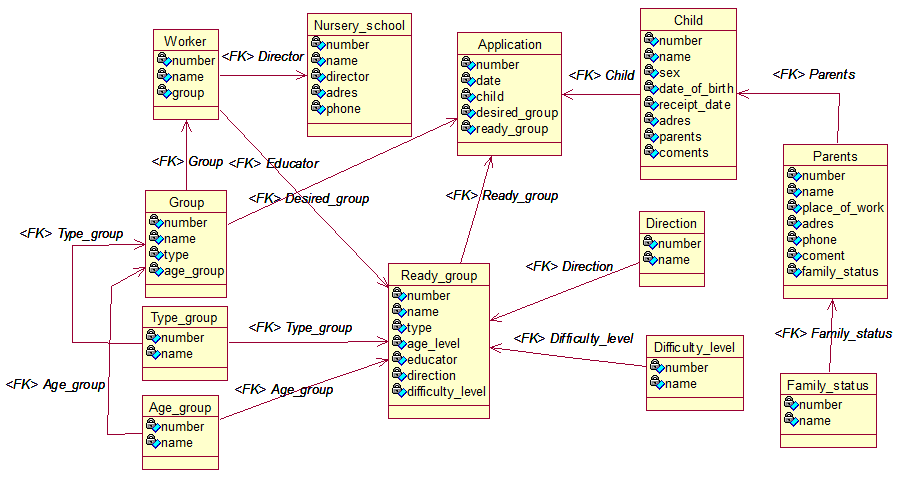 Worker
number
name
group
<FK> Director
Nursery_school
number
name
director
adres
phone
Application
number
date
child
desired_group
ready_group
<FK> Child
Child
number
name
sex
date_of_birth
receipt_date
adres
parents
coments
<FK> Parents
Parents
number
name
place_of_work
adres
phone
coment
family_status
<FK> Group
<FK> Educator
<FK> Desired_group
<FK> Ready_group
Group
number
name
type
age_group
<FK> Type_group
Direction
number
name
<FK> Direction
Ready_group
number
name
type
age_level
educator
direction
difficulty_level
Type_group
number
name
<FK> Type_group
<FK> Difficulty_level
Difficulty_level
number
name
<FK> Family_status
Family_status
number
name
<FK> Age_group
<FK> Age_group
Age_group
number
name